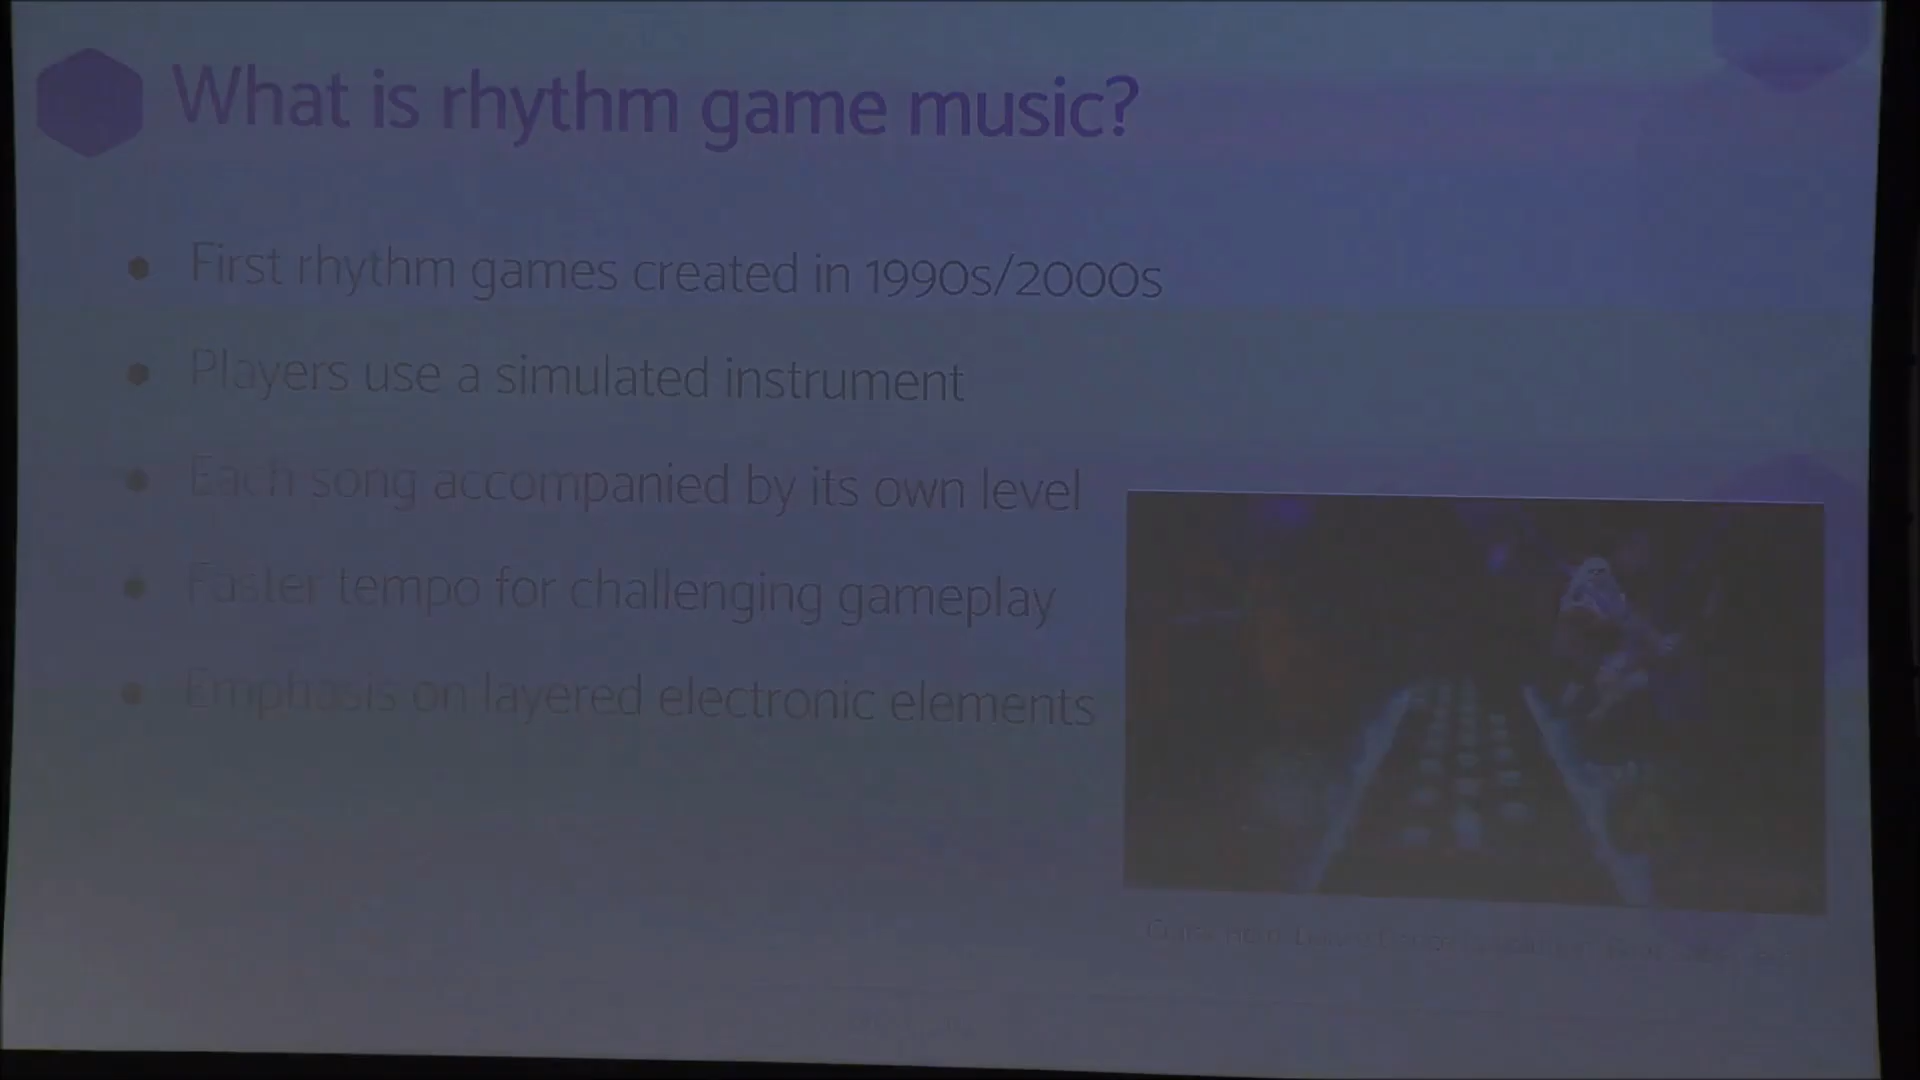 What is rhythm game music?
First rhythm games created in 1990s/2000s
Players use a simulated instrument
Each song accompanied by its own level
Faster tempo for challenging gameplay
Emphasis on layered electronic elements